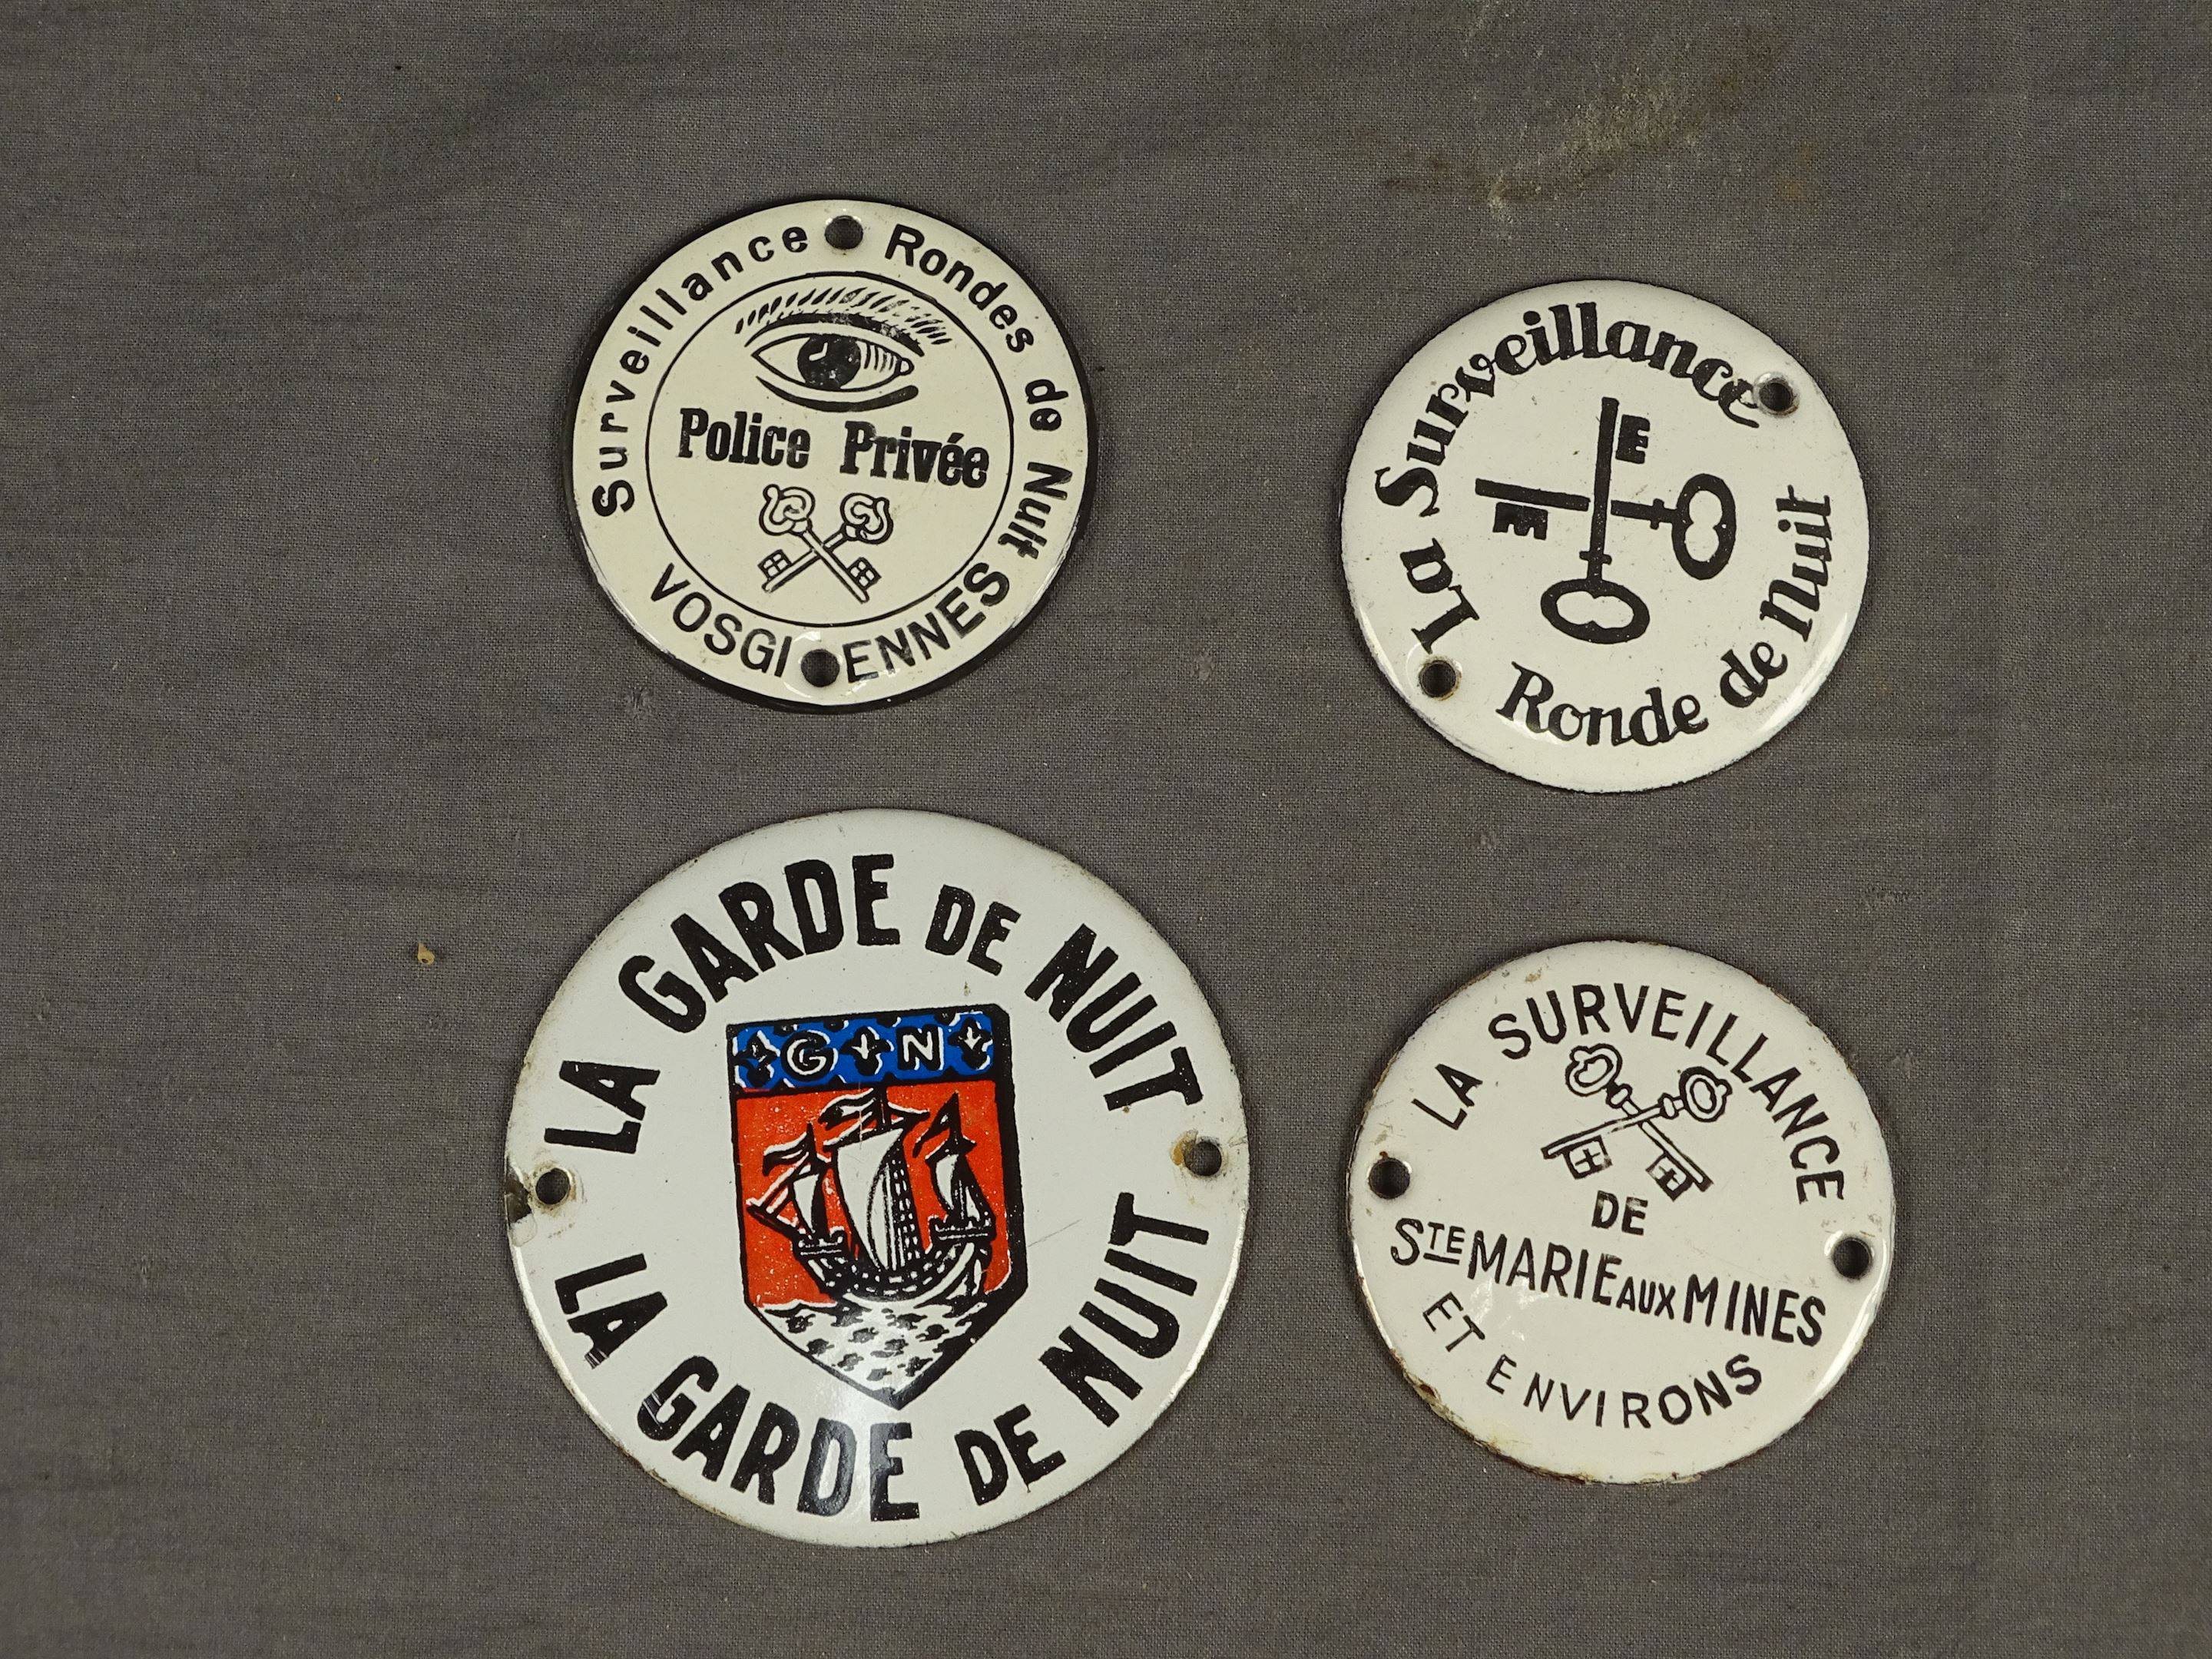 Surveillance Rondes de Nuit
Police Privée
VOSGIENNES
La Surveillance
Ronde de Nuit
LA GARDE DE NUIT
G N
LA GARDE DE NUIT
LA SURVEILLANCE
DE
STE MARIE AUX MINES
ET ENVIRONS